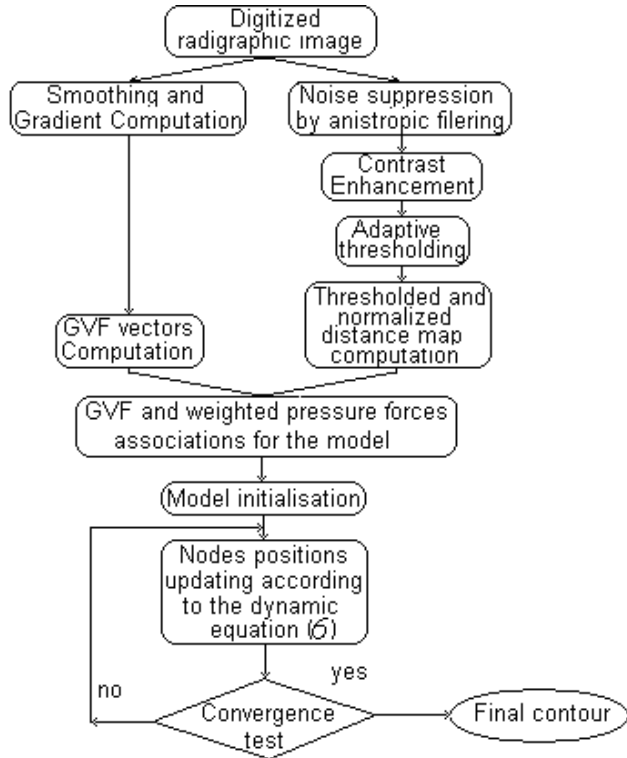 Digitized
radigraphic image
Smoothing and
Gradient Computation
Noise suppression
by anistropic filering
Contrast
Enhancement
Adaptive
thresholding
GVF vectors
Computation
Thresholded and
normalized
distance map
computation
GVF and weighted pressure forces
associations for the model
Model initialisation
Nodes positions
updating according
to the dynamic
equation (6)
no
yes
Convergence
test
Final contour